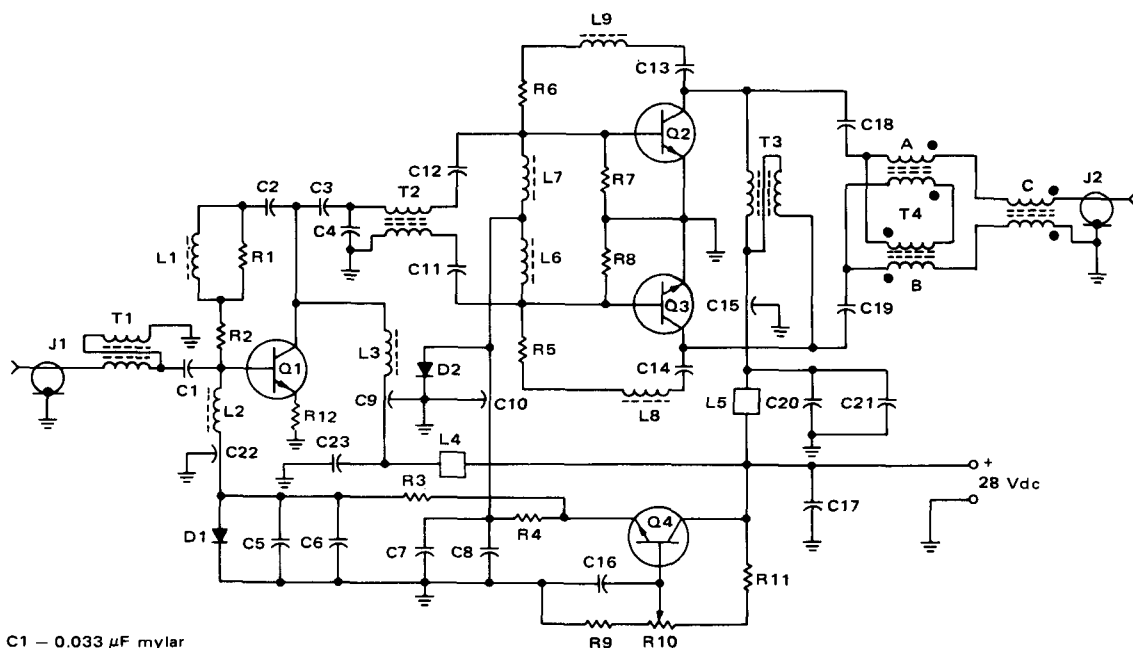 L9
C13
R6
Q2
C18
T3
A
C12
L7
R7
C
J2
C2
C3
T2
C4
T4
L1
R1
C11
L6
R8
B
Q3
C19
T1
R2
C15
J1
L3
R5
C14
D2
C1
Q1
L2
R12
C9
C10
L8
L5
C20
C21
C22
C23
L4
+
28 Vdc
R3
C17
D1
C5
C6
C7
C8
R4
Q4
C16
R11
R9
R10
C1 – 0.033 μF mylar